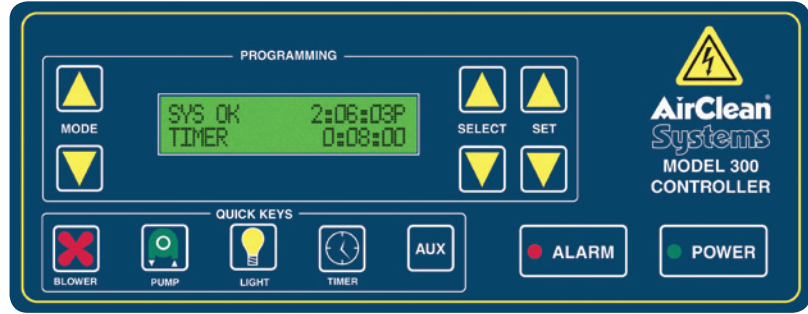 PROGRAMMING
MODE
SYS OK 2:06:03P
TIMER 0:08:00
SELECT
SET
AirClean
Systems
MODEL 300
CONTROLLER
QUICK KEYS
BLOWER
PUMP
LIGHT
TIMER
AUX
ALARM
POWER